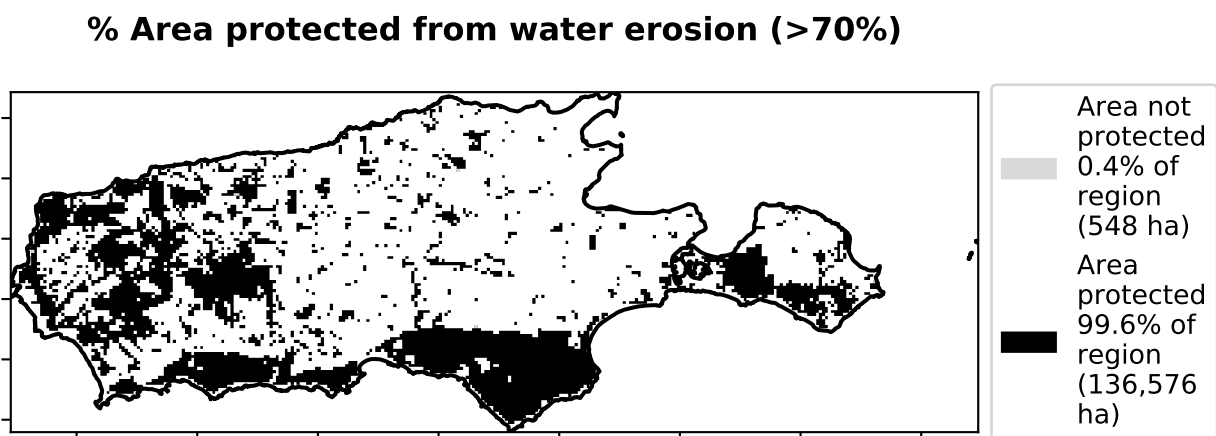 % Area protected from water erosion (>70%)
Area not
protected
0.4% of
region
(548 ha)
Area
protected
99.6% of
region
(136,576
ha)